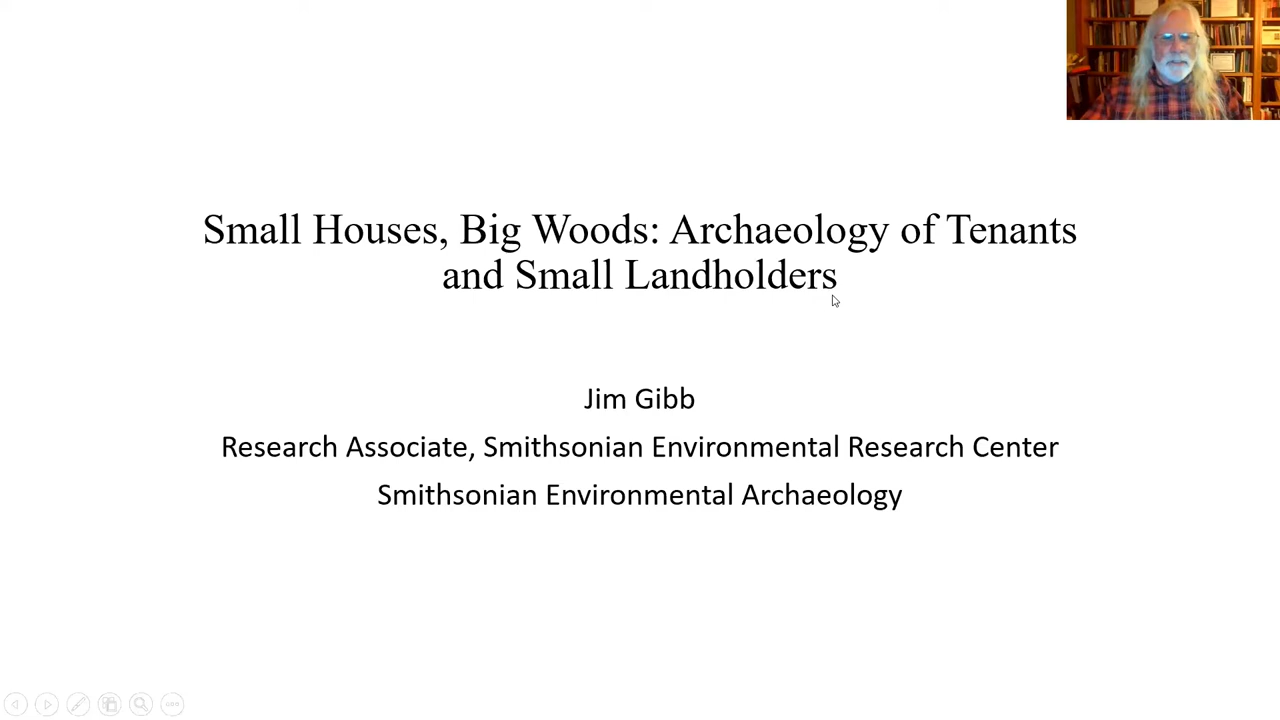 Small Houses, Big Woods: Archaeology of Tenants
and Small Landholders
Jim Gibb
Research Associate, Smithsonian Environmental Research Center
Smithsonian Environmental Archaeology